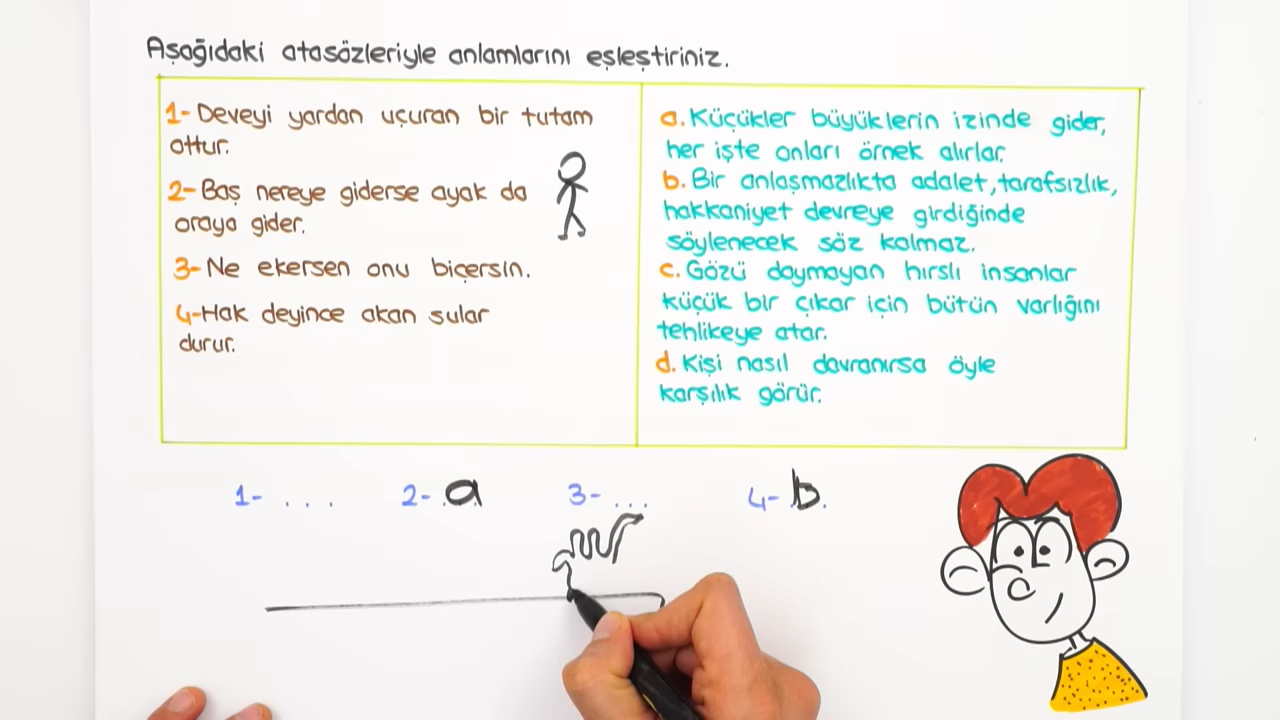 Aşağıdaki atasözleriyle anlamlarını eşleştiriniz.
1- Deveyi yardan uçuran bir tutam
ottur.
2- Baş nereye giderse ayak da
oraya gider.
3- Ne ekersen onu biçersin.
4- Hak deyince akan sular
durur.
a. Küçükler büyüklerin izinde gider,
her işte onları örnek alırlar.
b. Bir anlaşmazlıkta adalet, tarafsızlık,
hakkaniyet devreye girdiğinde
söylenecek söz kalmaz.
c. Gözü doymayan hırslı insanlar
küçük bir çıkar için bütün varlığını
tehlikeye atar.
d. Kişi nasıl davranırsa öyle
karşılık görür.
1- ... 2- a 3- ... 4- b.